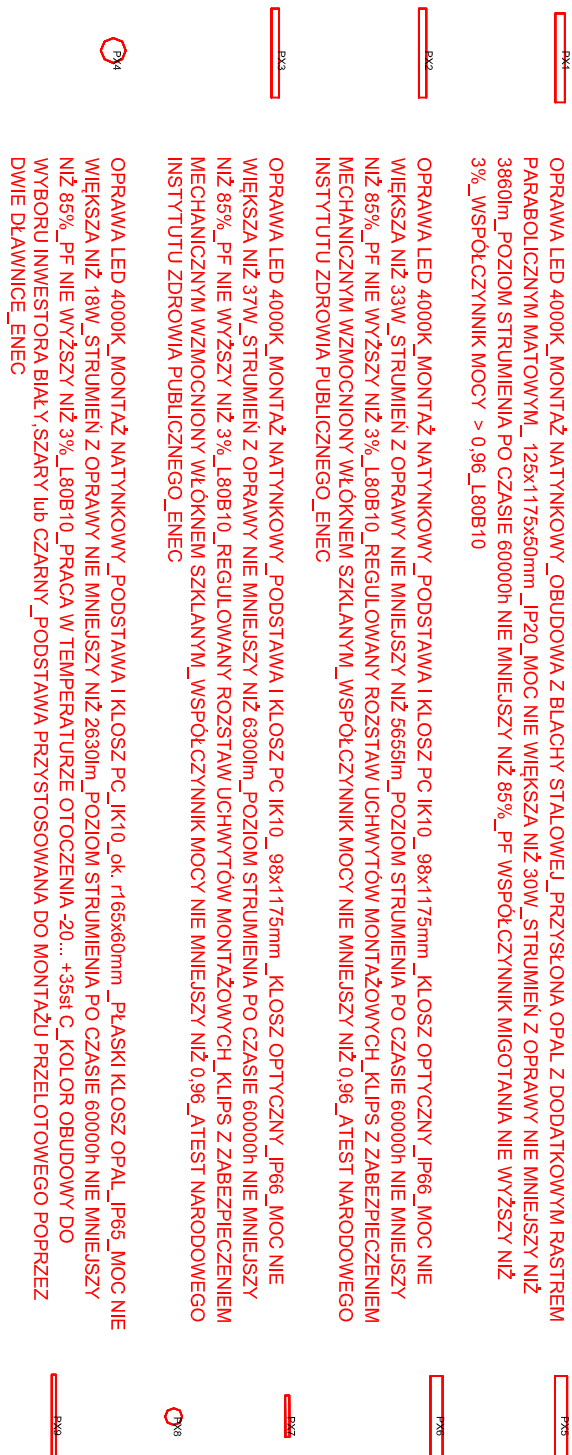 PX1
OPRAWA LED 4000K_MONTAŻ NATYNKOWY_OBUDOWA Z BLACHY STALOWEJ_PRZYSŁONA OPAL Z DODATKOWYM RASTREM
PARABOLICZNYM MATOWYM_ 125x1175x50mm_IP20_MOC NIE WIĘKSZA NIŻ 30W_STRUMIEŃ Z OPRAWY NIE MNIEJSZY NIŻ
3860lm_POZIOM STRUMIENIA PO CZASIE 60000h NIE MNIEJSZY NIŻ 85%_PF WSPÓŁCZYNNIK MIGOTANIA NIE WYŻSZY NIŻ
3%_WSPÓŁCZYNNIK MOCY > 0,96_L80B10
PX2
OPRAWA LED 4000K_MONTAŻ NATYNKOWY_PODSTAWA I KLOSZ PC IK10_ 98x1175mm_KLOSZ OPTYCZNY_IP66_MOC NIE
WIĘKSZA NIŻ 33W_STRUMIEŃ Z OPRAWY NIE MNIEJSZY NIŻ 5655lm_POZIOM STRUMIENIA PO CZASIE 60000h NIE MNIEJSZY
NIŻ 85%_PF NIE WYŻSZY NIŻ 3%_L80B10_REGULOWANY ROZSTAW UCHWYTÓW MONTAŻOWYCH_KLIPS Z ZABEZPIECZENIEM
MECHANICZNYM WZMOCNIONY WŁÓKNEM SZKLANYM_WSPÓŁCZYNNIK MOCY NIE MNIEJSZY NIŻ 0,96_ATEST NARODOWEGO
INSTYTUTU ZDROWIA PUBLICZNEGO_ENEC
PX3
OPRAWA LED 4000K_MONTAŻ NATYNKOWY_PODSTAWA I KLOSZ PC IK10_ 98x1175mm_KLOSZ OPTYCZNY_IP66_MOC NIE
WIĘKSZA NIŻ 37W_STRUMIEŃ Z OPRAWY NIE MNIEJSZY NIŻ 6300lm_POZIOM STRUMIENIA PO CZASIE 60000h NIE MNIEJSZY
NIŻ 85%_PF NIE WYŻSZY NIŻ 3%_L80B10_REGULOWANY ROZSTAW UCHWYTÓW MONTAŻOWYCH_KLIPS Z ZABEZPIECZENIEM
MECHANICZNYM WZMOCNIONY WŁÓKNEM SZKLANYM_WSPÓŁCZYNNIK MOCY NIE MNIEJSZY NIŻ 0,96_ATEST NARODOWEGO
INSTYTUTU ZDROWIA PUBLICZNEGO_ENEC
PX4
OPRAWA LED 4000K_MONTAŻ NATYNKOWY_PODSTAWA I KLOSZ PC_IK10_ok. r165x60mm_PŁASKI KLOSZ OPAL_IP65_MOC NIE
WIĘKSZA NIŻ 18W_STRUMIEŃ Z OPRAWY NIE MNIEJSZY NIŻ 2630lm_POZIOM STRUMIENIA PO CZASIE 60000h NIE MNIEJSZY
NIŻ 85%_PF NIE WYŻSZY NIŻ 3%_L80B10_PRACA W TEMPERATURZE OTOCZENIA -20... +35st C_KOLOR OBUDOWY DO
WYBORU INWESTORA BIAŁY,SZARY lub CZARNY_PODSTAWA PRZYSTOSOWANA DO MONTAŻU PRZELOTOWEGO POPRZEZ
DWIE DŁAWNICE_ENEC
PX5
PX6
PX7
PX8
PX9